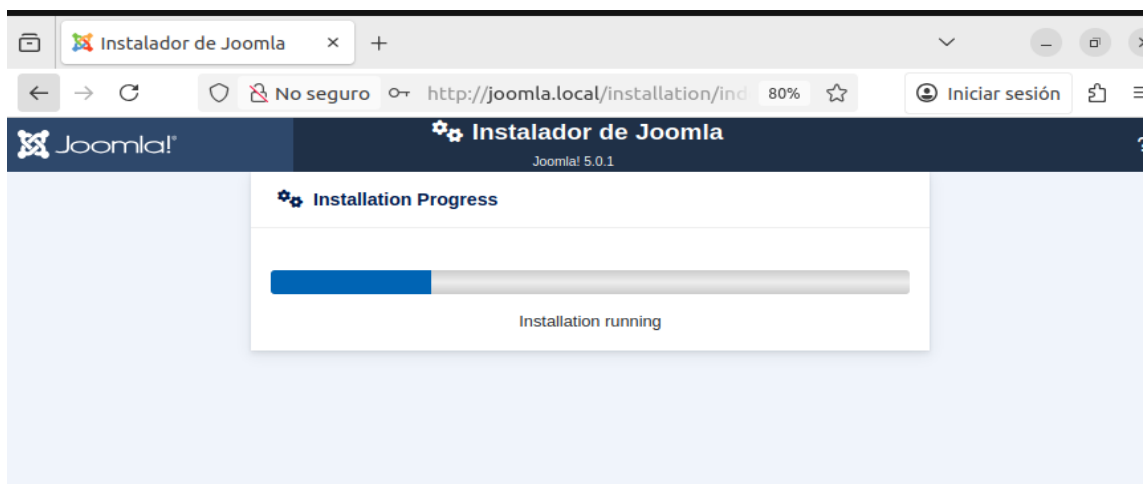 Instalador de Joomla
No seguro http://joomla.local/installation/ind 80% Iniciar sesión
Joomla!® Instalador de Joomla ?
Joomla! 5.0.1
Installation Progress
Installation running